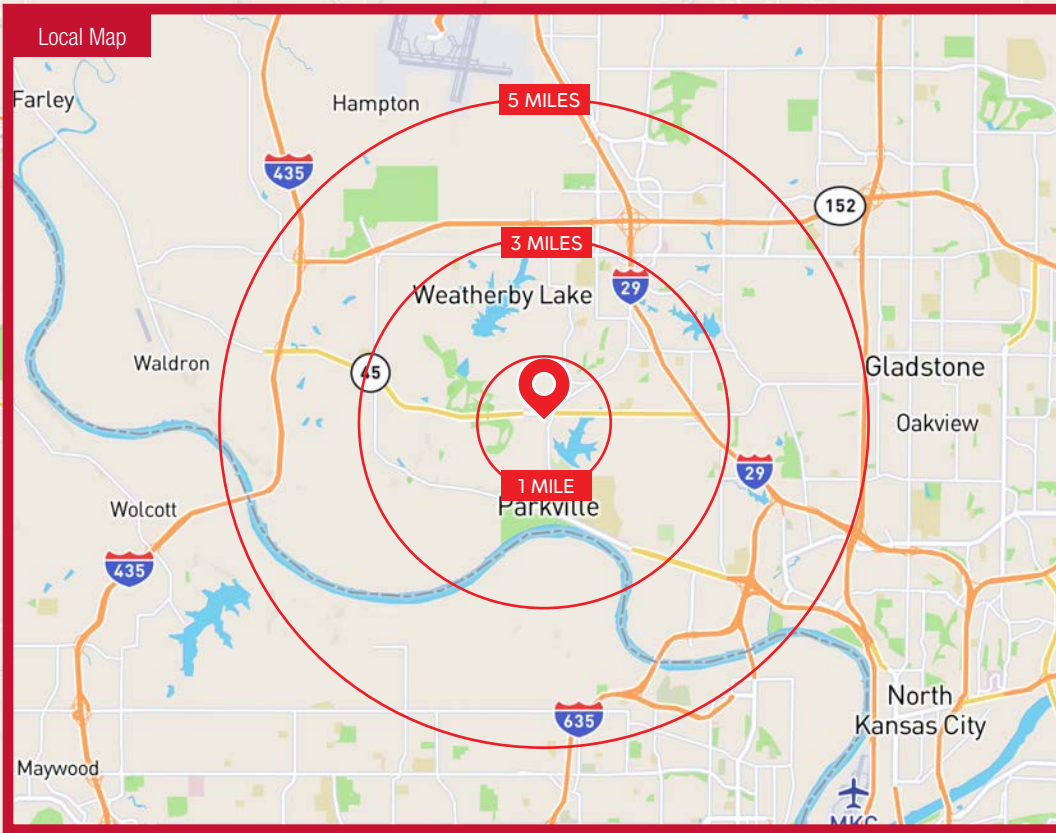 Local Map
Farley
Hampton
5 MILES
435
152
3 MILES
Weatherby Lake
29
Waldron
45
Gladstone
Oakview
29
1 MILE
Parkville
Wolcott
435
North
Kansas City
635
Maywood
MKC